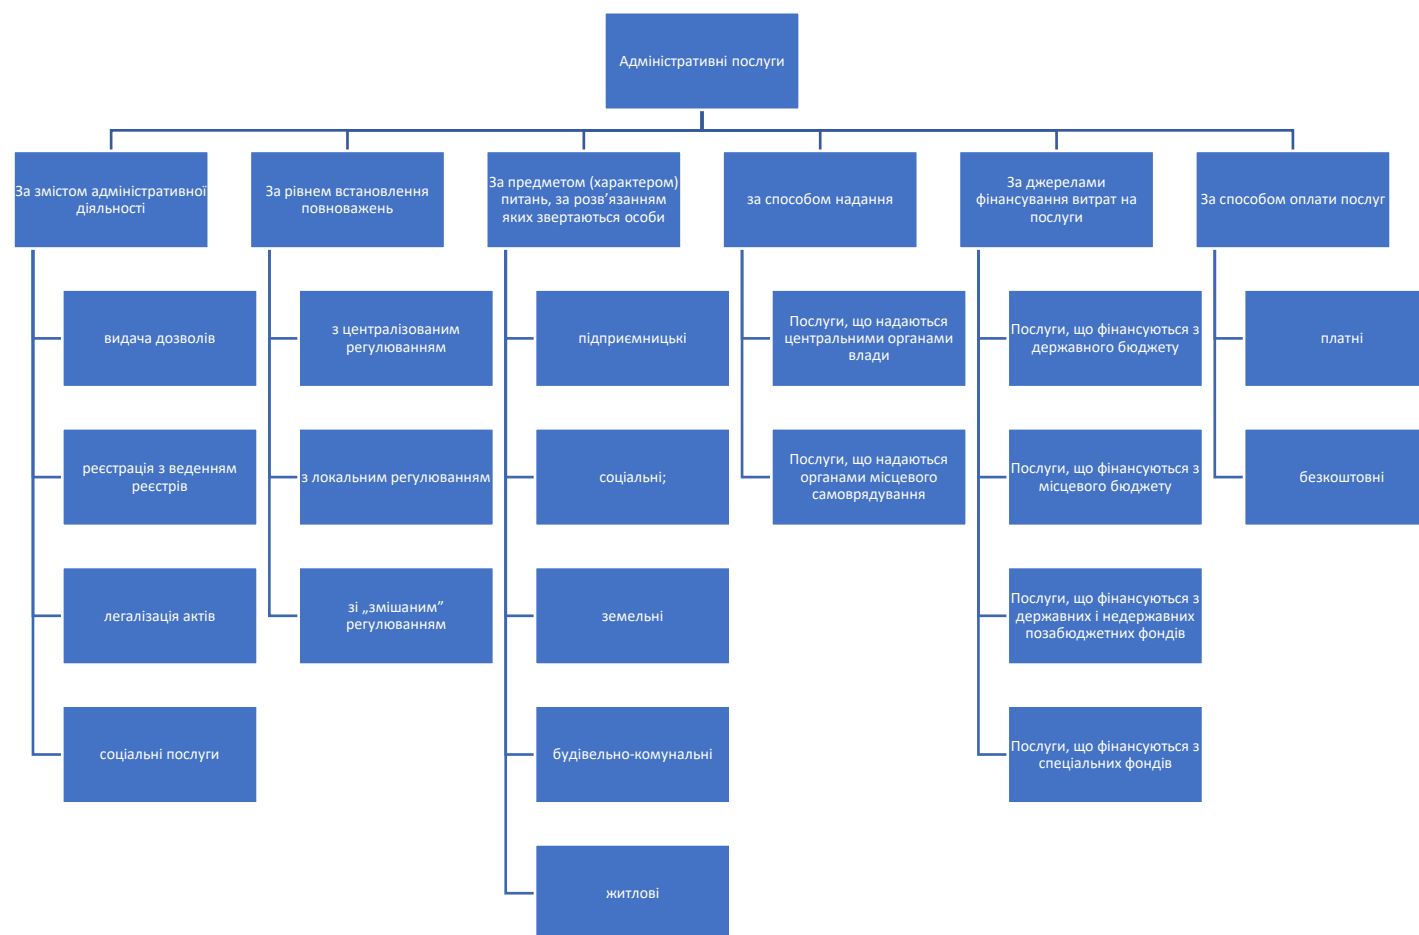 Адміністративні послуги
За змістом адміністративної
діяльності
видача дозволів
реєстрація з веденням
реєстрів
легалізація актів
соціальні послуги
За рівнем встановлення
повноважень
з централізованим
регулюванням
з локальним регулюванням
зі „змішаним” 
регулюванням
За предметом (характером)
питань, за розв’язанням
яких звертаються особи
підприємницькі
соціальні;
земельні
будівельно-комунальні
житлові
за способом надання
Послуги, що надаються
центральними органами
влади
Послуги, що надаються
органами місцевого
самоврядування
За джерелами
фінансування витрат на
послуги
Послуги, що фінансуються з
державного бюджету
Послуги, що фінансуються з
місцевого бюджету
Послуги, що фінансуються з
державних і недержавних
позабюджетних фондів
Послуги, що фінансуються з
спеціальних фондів
За способом оплати послуг
платні
безкоштовні